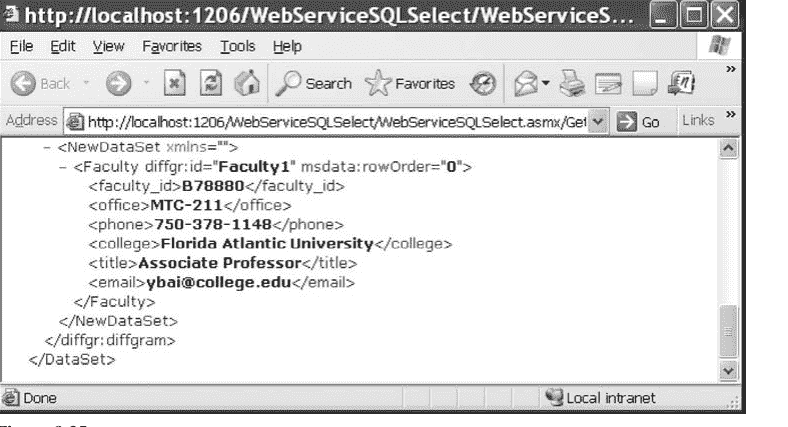 http://localhost:1206/WebServiceSQLSelect/WebServiceS...
File Edit View Favorites Tools Help
Back Search Favorites »
Address http://localhost:1206/WebServiceSQLSelect/WebServiceSQLSelect.asmx/Get Go Links »
- <NewDataSet xmlns="">
- <Faculty diffgr:id="Faculty1" msdata:rowOrder="0">
<faculty_id>B78880</faculty_id>
<office>MTC-211</office>
<phone>750-378-1148</phone>
<college>Florida Atlantic University</college>
<title>Associate Professor</title>
<email>ybai@college.edu</email>
</Faculty>
</NewDataSet>
</diffgr:diffgram>
</DataSet>
Done Local intranet